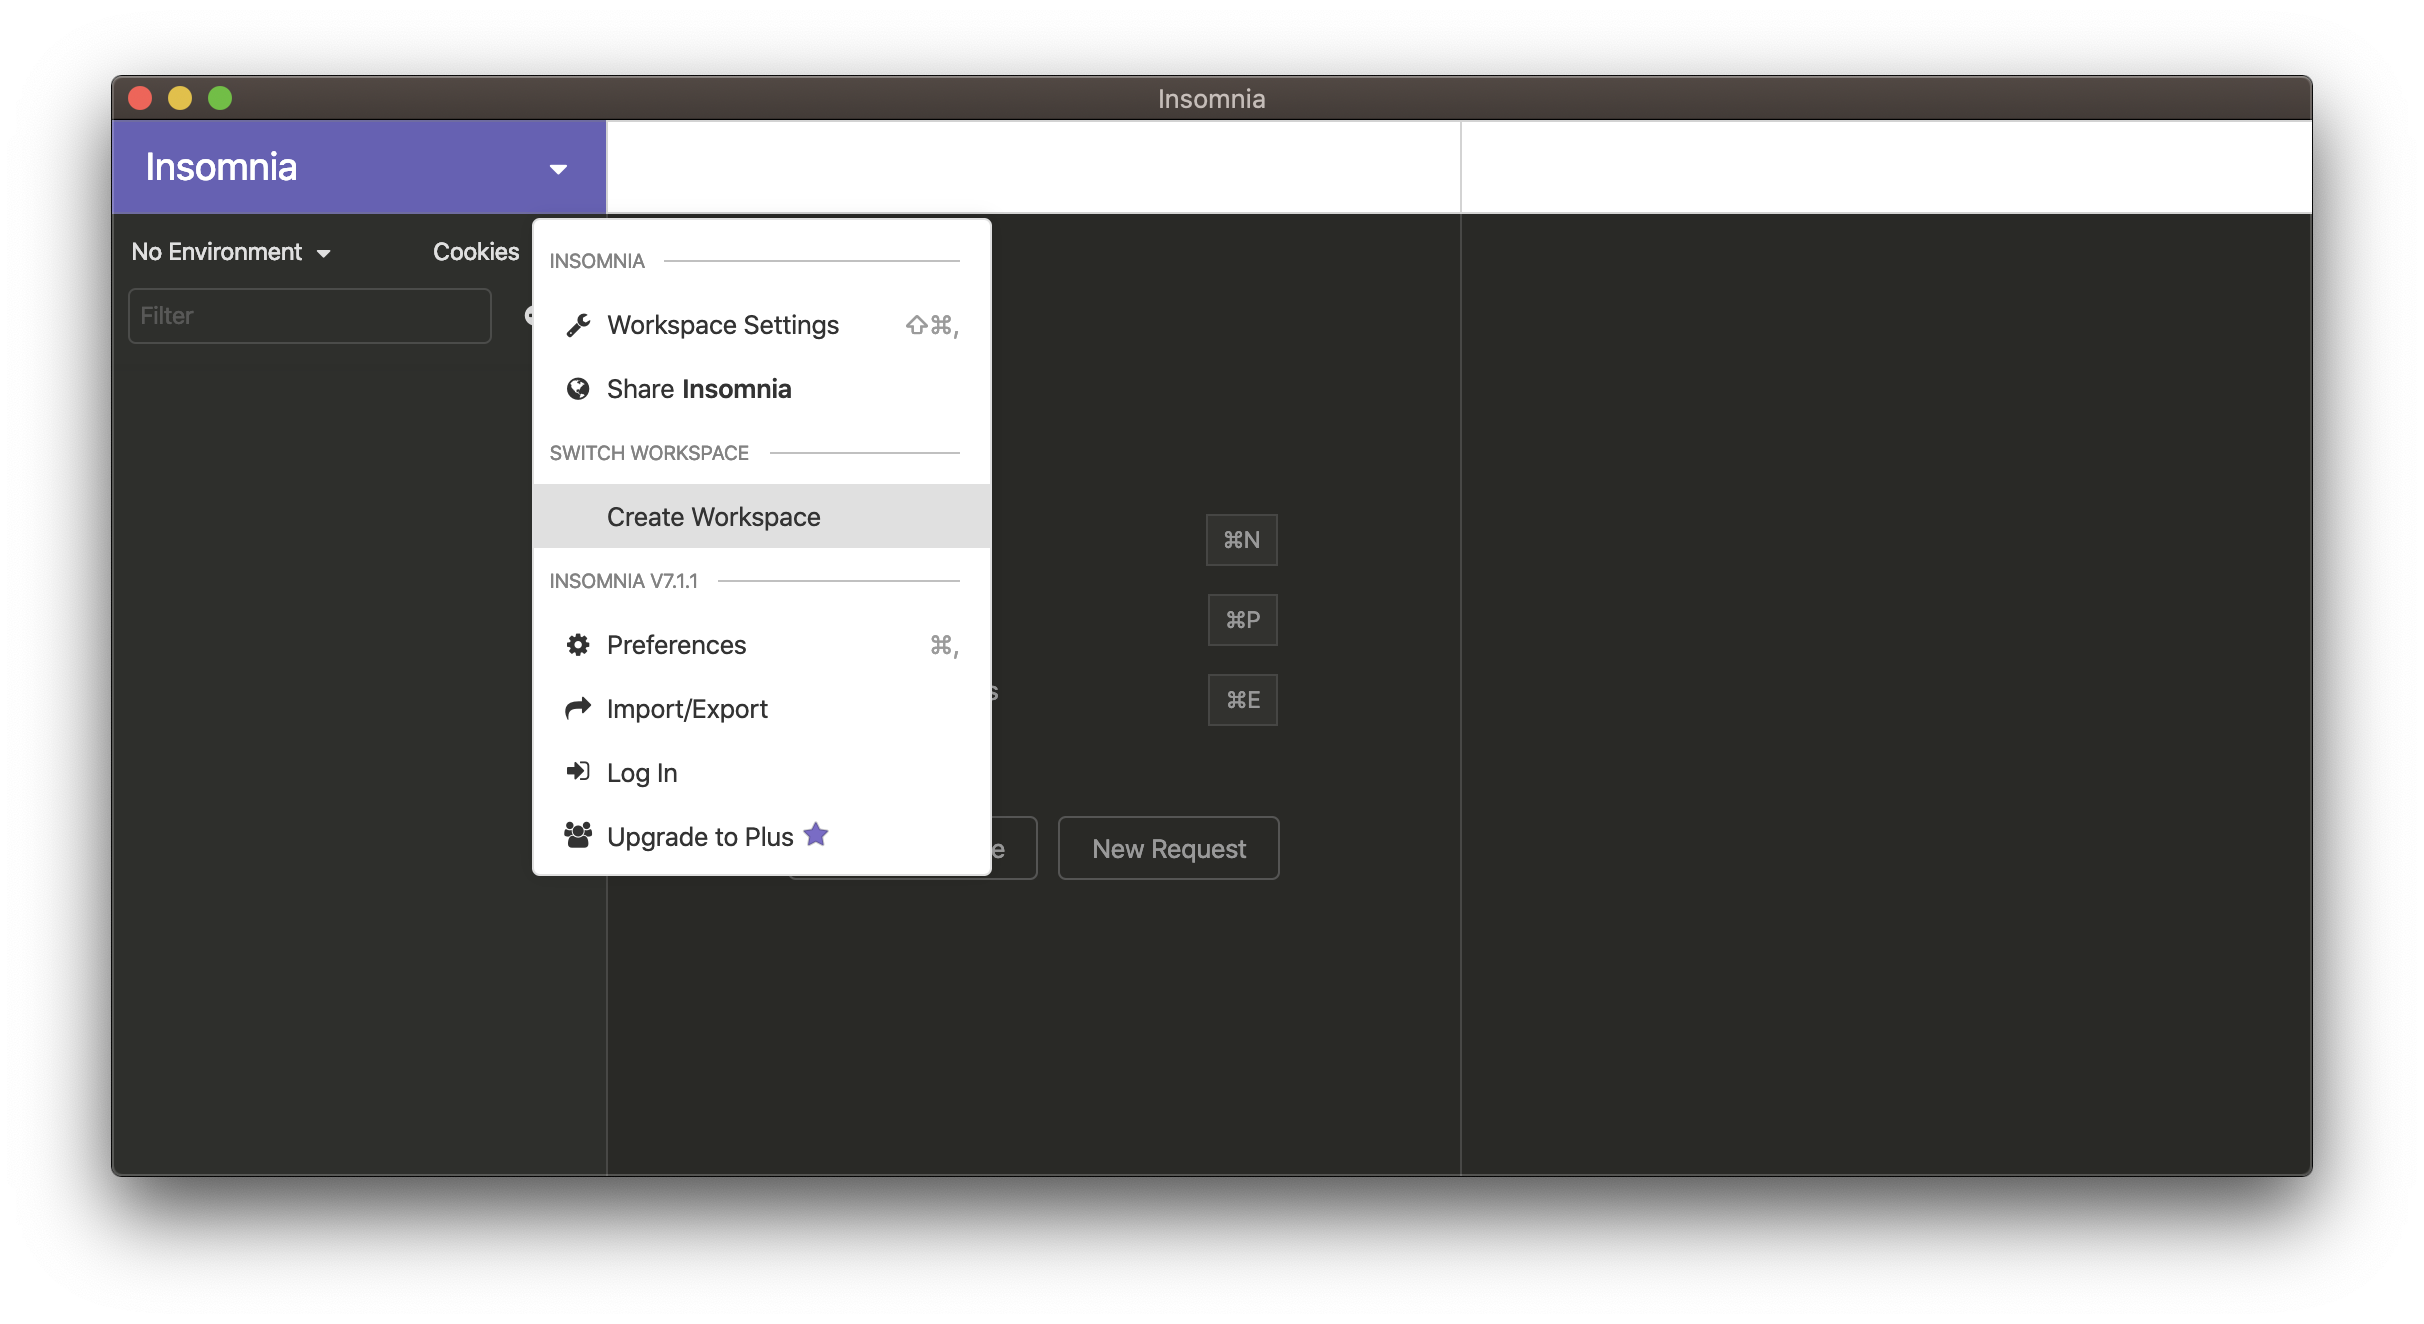 Insomnia
Insomnia
No Environment Cookies
Filter
INSOMNIA
Workspace Settings ⇧⌘,
Share Insomnia
SWITCH WORKSPACE
Create Workspace
INSOMNIA V7.1.1
Preferences ⌘,
Import/Export
Log In
Upgrade to Plus
⌘N
⌘P
⌘E
New Request